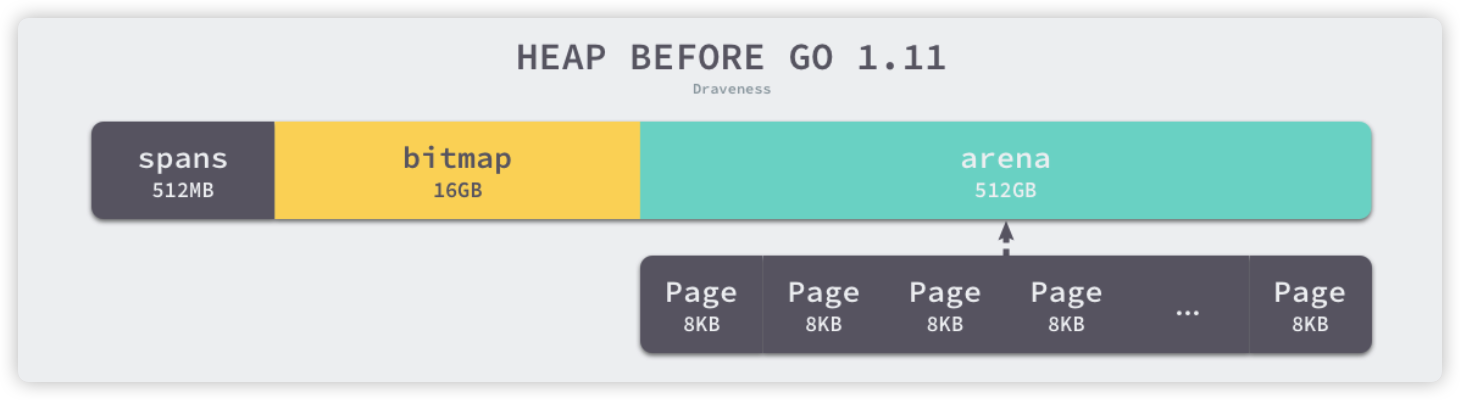 HEAP BEFORE GO 1.11
Draveness
spans bitmap arena
512MB 16GB 512GB
Page Page Page Page ... Page
8KB 8KB 8KB 8KB 8KB